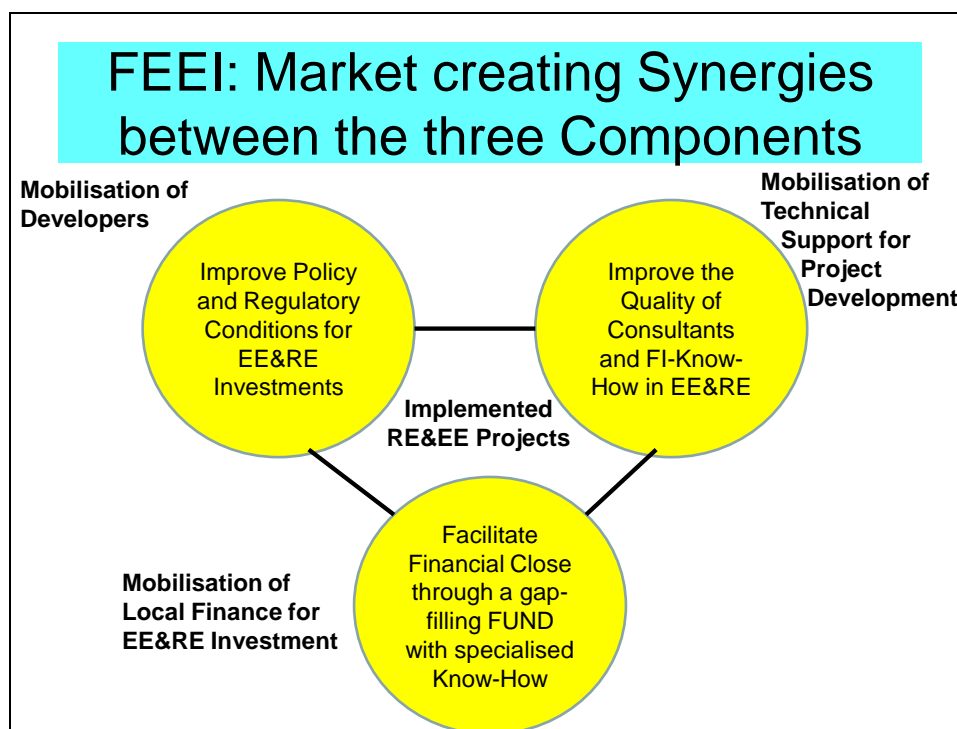 FEEI: Market creating Synergies
between the three Components
Mobilisation of
Developers
Improve Policy
and Regulatory
Conditions for
EE&RE
Investments
Mobilisation of
Technical
Support for
Project
Development
Improve the
Quality of
Consultants
and FI-Know-
How in EE&RE
Implemented
RE&EE Projects
Mobilisation of
Local Finance for
EE&RE Investment
Facilitate
Financial Close
through a gap-
filling FUND
with specialised
Know-How